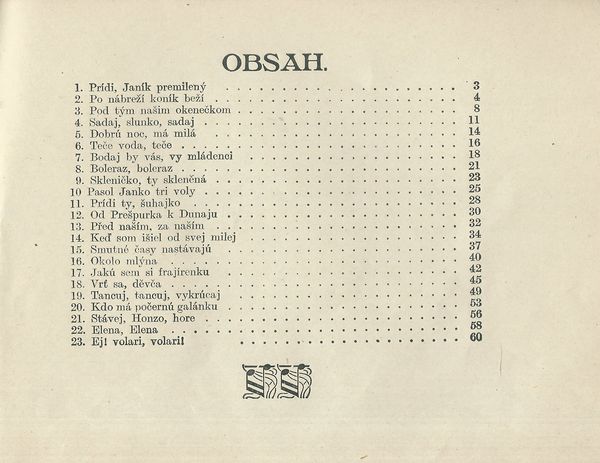 OBSAH.
1. Prídi, Janík premilený . . . . . . . . . . . . . . . . 3
2. Po nábreží koník beží . . . . . . . . . . . . . . . . 4
3. Pod tým našim okenečkom . . . . . . . . . . . . . . . . 8
4. Sadaj, slunko, sadaj . . . . . . . . . . . . . . . . 11
5. Dobrú noc, má milá . . . . . . . . . . . . . . . . 14
6. Teče voda, teče . . . . . . . . . . . . . . . . 16
7. Bodaj by vás, vy mládenci . . . . . . . . . . . . . . . . 18
8. Boleraz, boleraz . . . . . . . . . . . . . . . . 21
9. Skleničko, ty sklenčná . . . . . . . . . . . . . . . . 23
10 Pasol Janko tri voly . . . . . . . . . . . . . . . . 25
11. Prídi ty, šuhajko . . . . . . . . . . . . . . . . 28
12. Od Prešpurka k Dunaju . . . . . . . . . . . . . . . . 30
13. Před naším, za naším . . . . . . . . . . . . . . . . 32
14. Keď som išiel od svej milej . . . . . . . . . . . . . . . . 34
15. Smutné časy nastávajú . . . . . . . . . . . . . . . . 37
16. Okolo mlýna . . . . . . . . . . . . . . . . 40
17. Jakú sem si frajírenku . . . . . . . . . . . . . . . . 42
18. Vrť sa, děvča . . . . . . . . . . . . . . . . 45
19. Tancuj, tancuj, vykrúcaj . . . . . . . . . . . . . . . . 49
20. Kdo má počernú galánku . . . . . . . . . . . . . . . . 53
21. Stávej, Honzo, hore . . . . . . . . . . . . . . . . 56
22. Elena, Elena . . . . . . . . . . . . . . . . 58
23. Ej! volari, volari! . . . . . . . . . . . . . . . . 60